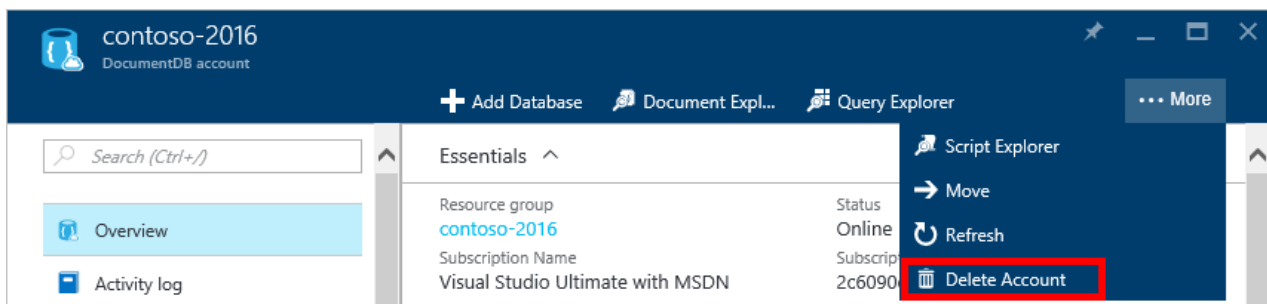 contoso-2016
DocumentDB account
Add Database Document Expl... Query Explorer ... More
Search (Ctrl+/)
Overview
Activity log
Essentials
Resource group
contoso-2016
Subscription Name
Visual Studio Ultimate with MSDN
Status
Online
Script Explorer
Move
Refresh
Delete Account